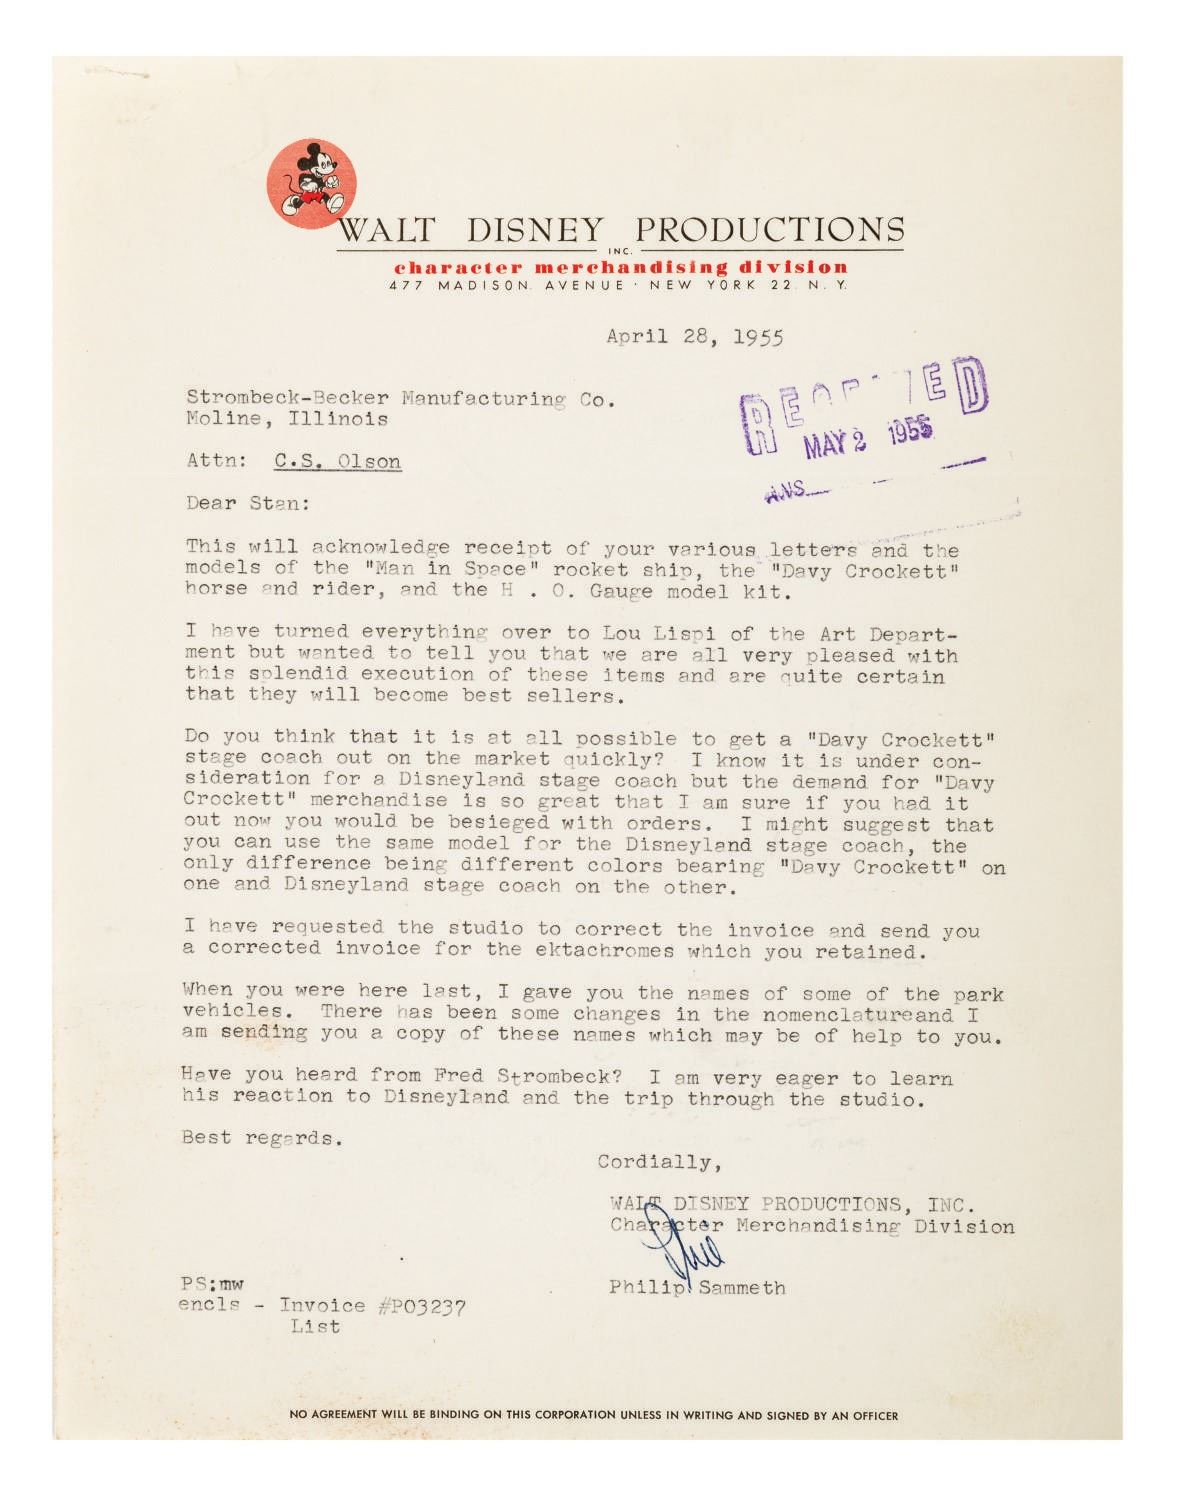 WALT DISNEY PRODUCTIONS
INC.
character merchandising division
477 MADISON AVENUE · NEW YORK 22 N. Y.
April 28, 1955
Strombeck-Becker Manufacturing Co.
Moline, Illinois
RECEIVED
MAY 2 1955
ANS
Attn: C.S. Olson
Dear Stan:
This will acknowledge receipt of your various letters and the
models of the "Man in Space" rocket ship, the "Davy Crockett"
horse and rider, and the H . O. Gauge model kit.
I have turned everything over to Lou Lispi of the Art Depart-
ment but wanted to tell you that we are all very pleased with
this splendid execution of these items and are quite certain
that they will become best sellers.
Do you think that it is at all possible to get a "Davy Crockett"
stage coach out on the market quickly? I know it is under con-
sideration for a Disneyland stage coach but the demand for "Davy
Crockett" merchandise is so great that I am sure if you had it
out now you would be besieged with orders. I might suggest that
you can use the same model for the Disneyland stage coach, the
only difference being different colors bearing "Davy Crockett" on
one and Disneyland stage coach on the other.
I have requested the studio to correct the invoice and send you
a corrected invoice for the ektachromes which you retained.
When you were here last, I gave you the names of some of the park
vehicles. There has been some changes in the nomenclatureand I
am sending you a copy of these names which may be of help to you.
Have you heard from Fred Strombeck? I am very eager to learn
his reaction to Disneyland and the trip through the studio.
Best regards.
Cordially,
WALT DISNEY PRODUCTIONS, INC.
Character Merchandising Division
Phil
Philip Sammeth
PS:mw
encls - Invoice #PO3237
List
NO AGREEMENT WILL BE BINDING ON THIS CORPORATION UNLESS IN WRITING AND SIGNED BY AN OFFICER